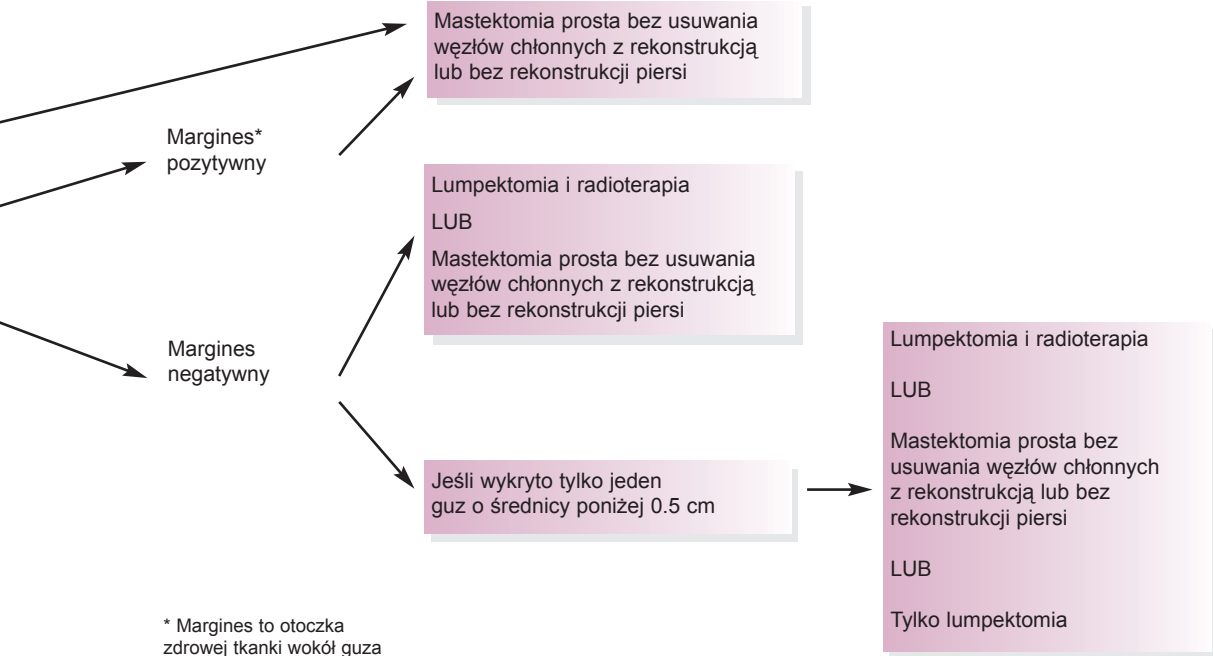 Mastektomia prosta bez usuwania
węzłów chłonnych z rekonstrukcją
lub bez rekonstrukcji piersi
Margines*
pozytywny
Lumpektomia i radioterapia
LUB
Mastektomia prosta bez usuwania
węzłów chłonnych z rekonstrukcją
lub bez rekonstrukcji piersi
Margines
negatywny
Jeśli wykryto tylko jeden
guz o średnicy poniżej 0.5 cm
Lumpektomia i radioterapia
LUB
Mastektomia prosta bez
usuwania węzłów chłonnych
z rekonstrukcją lub bez
rekonstrukcji piersi
LUB
Tylko lumpektomia
* Margines to otoczka
zdrowej tkanki wokół guza